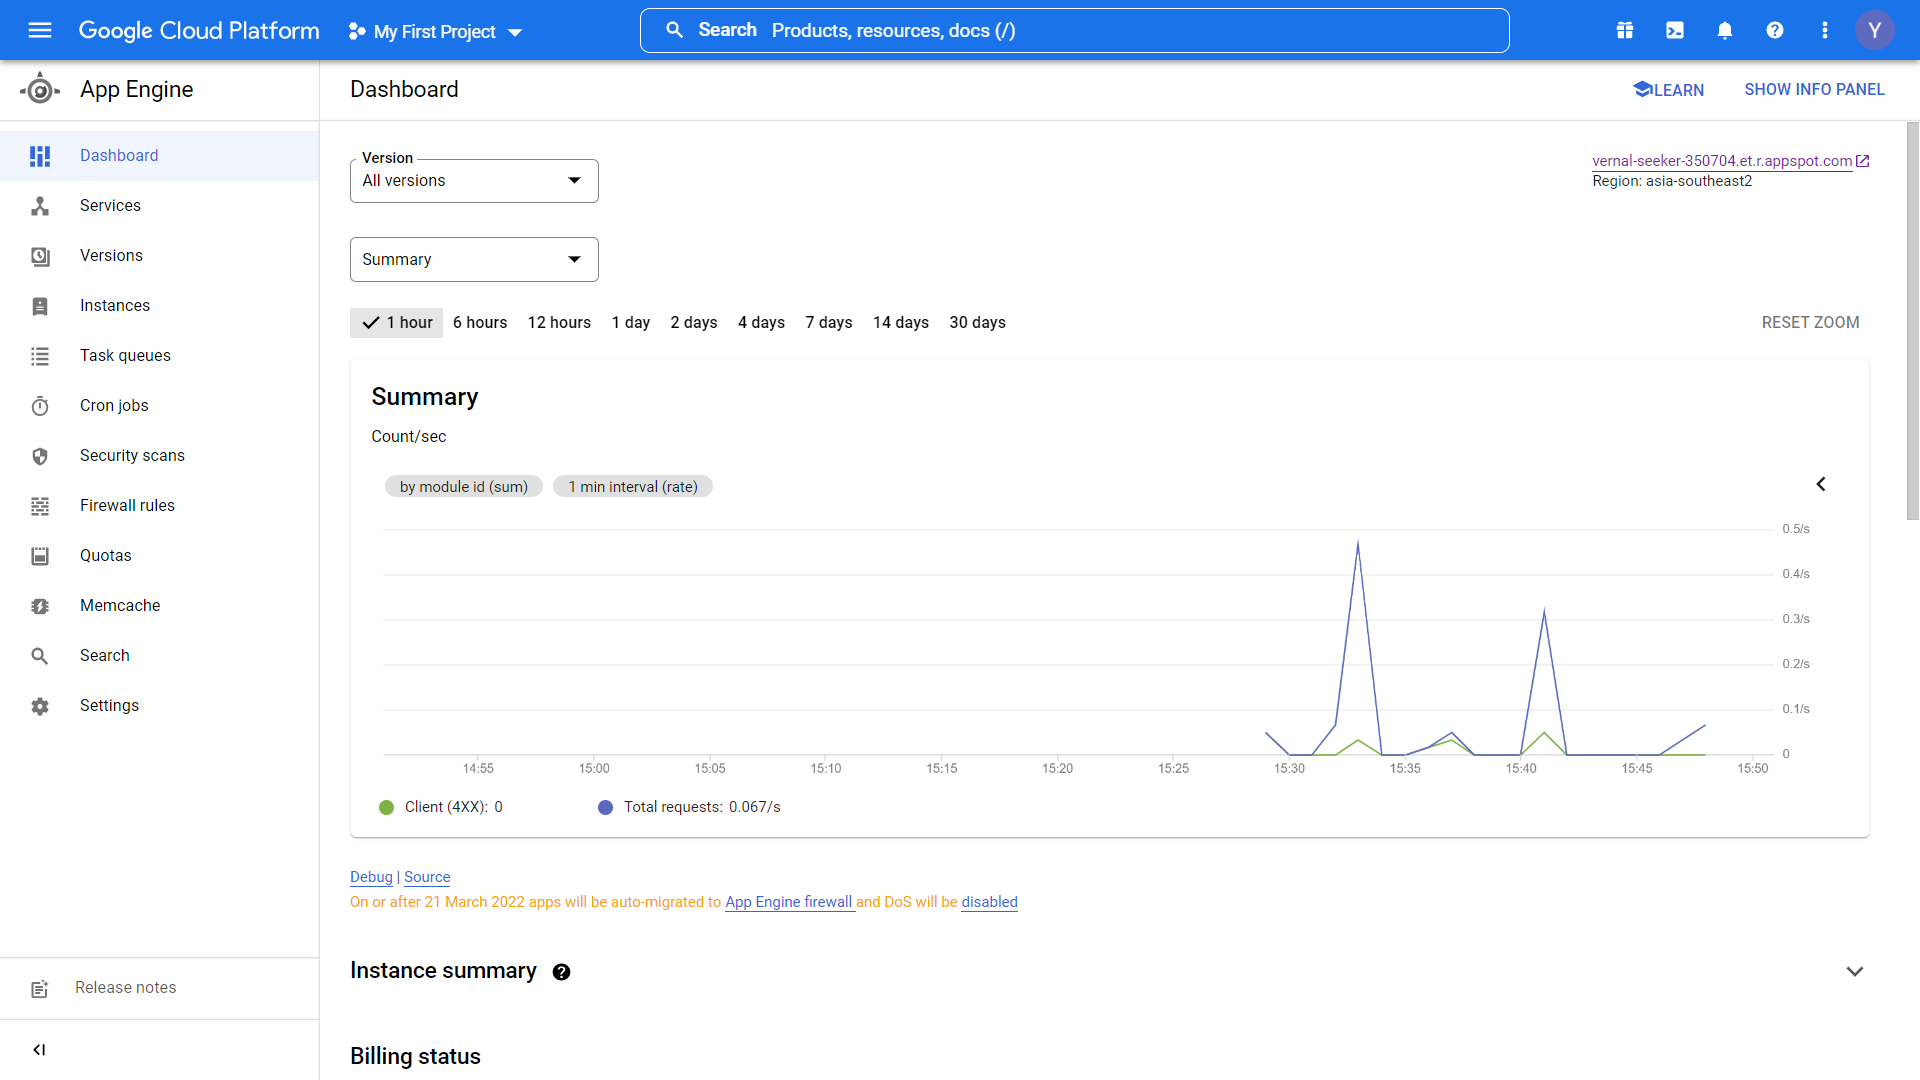 Google Cloud Platform
My First Project
Search Products, resources, docs (/)
Y
App Engine
Dashboard
LEARN
SHOW INFO PANEL
Dashboard
Services
Versions
Instances
Task queues
Cron jobs
Security scans
Firewall rules
Quotas
Memcache
Search
Settings
Release notes
Version
All versions
vernal-seeker-350704.et.r.appspot.com
Region: asia-southeast2
Summary
1 hour 6 hours 12 hours 1 day 2 days 4 days 7 days 14 days 30 days
RESET ZOOM
Summary
Count/sec
by module id (sum) 1 min interval (rate)
0.5/s
0.4/s
0.3/s
0.2/s
0.1/s
0
14:55 15:00 15:05 15:10 15:15 15:20 15:25 15:30 15:35 15:40 15:45 15:50
Client (4XX): 0 Total requests: 0.067/s
Debug | Source
On or after 21 March 2022 apps will be auto-migrated to App Engine firewall and DoS will be disabled
Instance summary
Billing status